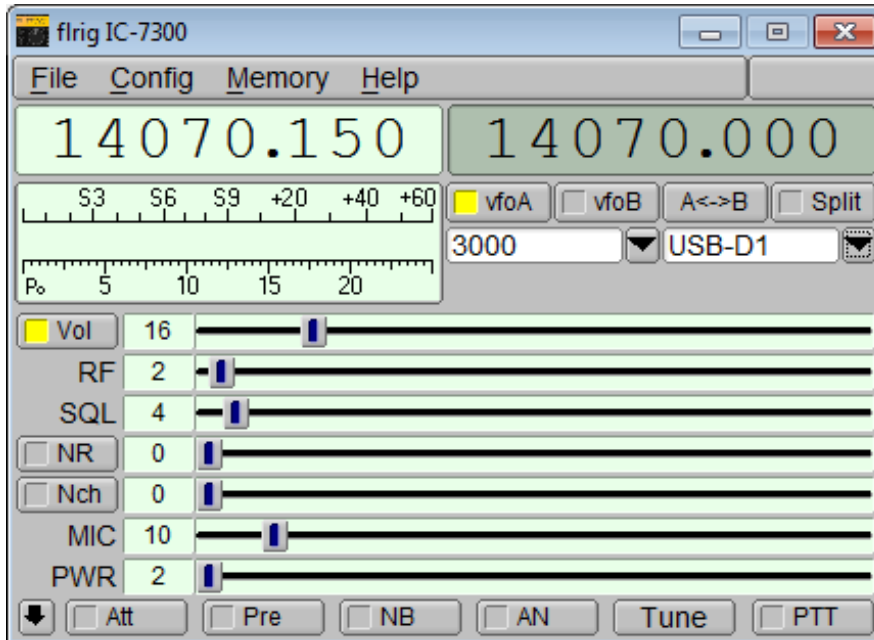 flrig IC-7300
File Config Memory Help
14070.150 14070.000
S3 S6 S9 +20 +40 +60
vfoA vfoB A<->B Split
3000 USB-D1
Po 5 10 15 20
Vol 16
RF 2
SQL 4
NR 0
Nch 0
MIC 10
PWR 2
Att Pre NB AN Tune PTT